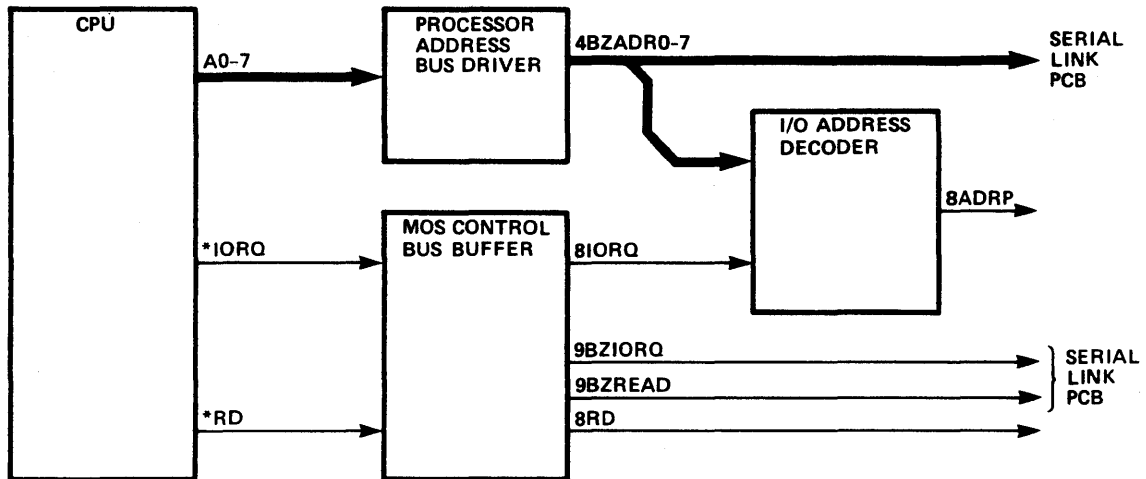 CPU
A0-7
PROCESSOR
ADDRESS
BUS DRIVER
4BZADR0-7
SERIAL
LINK
PCB
I/O ADDRESS
DECODER
8ADRP
*IORQ
MOS CONTROL
BUS BUFFER
8IORQ
9BZIORQ
9BZREAD
SERIAL
LINK
PCB
*RD
8RD